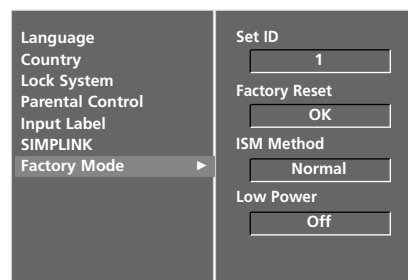 Language
Country
Lock System
Parental Control
Input Label
SIMPLINK
Factory Mode ►
Set ID
1
Factory Reset
OK
ISM Method
Normal
Low Power
Off